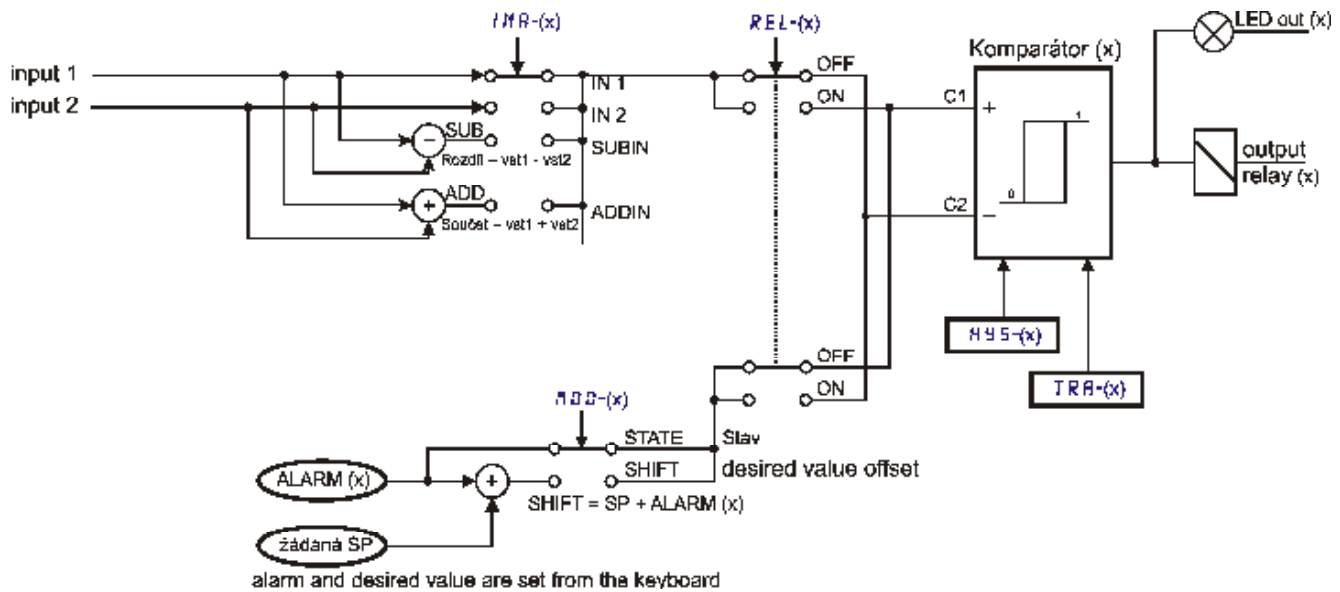 INA-(x)
REL-(x)
LED out (x)
Komparátor (x)
input 1
IN 1
OFF
input 2
IN 2
ON
C1
+
1
SUB
-
SUBIN
Rozdíl – vst1 - vst2
output
relay (x)
0
ADD
+
ADDIN
Součet – vst1 + vst2
C2
–
HYS-(x)
OFF
TRA-(x)
ON
MOD-(x)
STATE
Stav
SHIFT
desired value offset
ALARM (x)
+
SHIFT = SP + ALARM (x)
žádaná SP
alarm and desired value are set from the keyboard